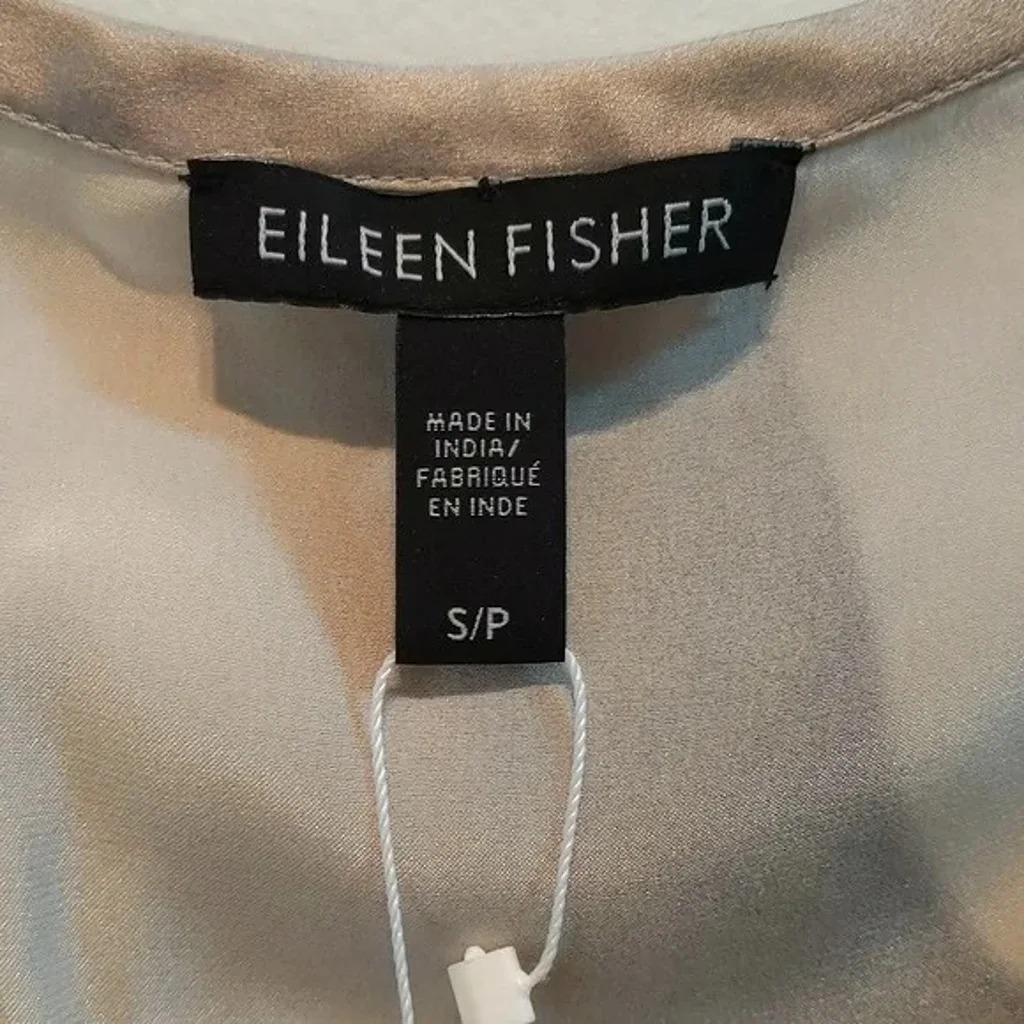 EILEEN FISHER
MADE IN
INDIA/
FABRIQUÉ
EN INDE
S/P